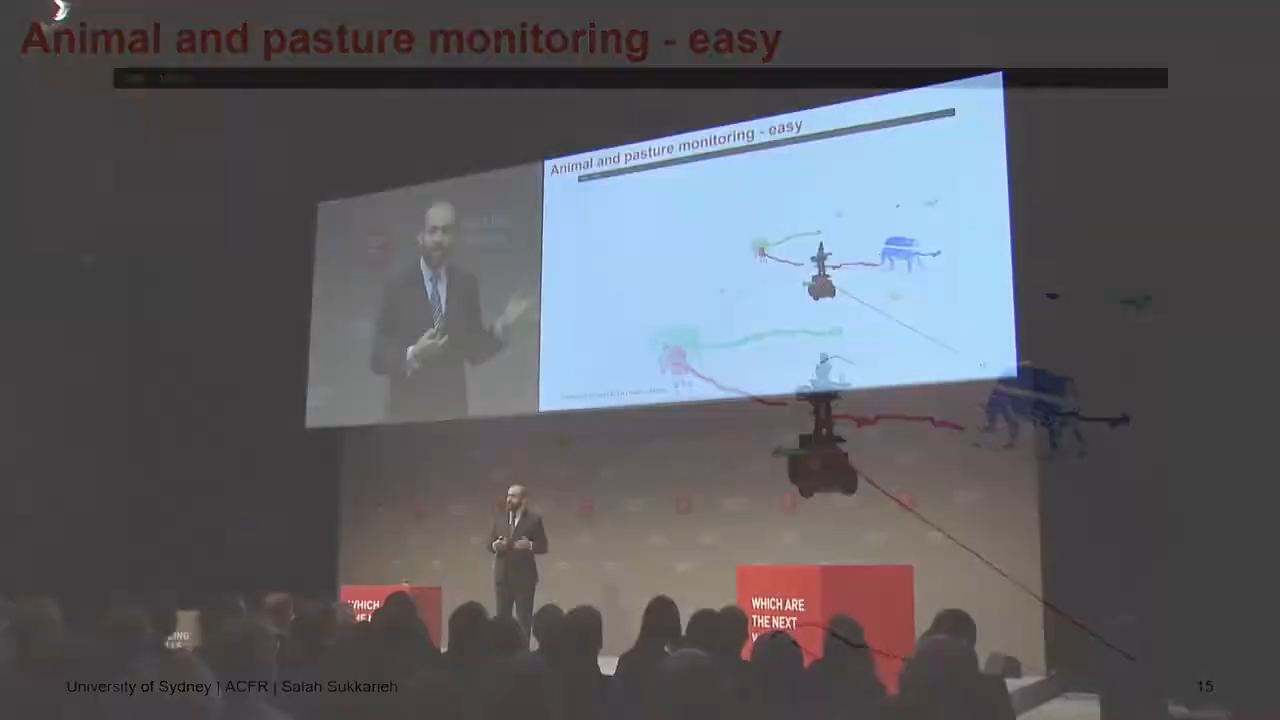 Animal and pasture monitoring - easy
Animal and pasture monitoring - easy
WHICH
WHICH ARE
THE NEXT
University of Sydney | ACFR | Salah Sukkarieh
15